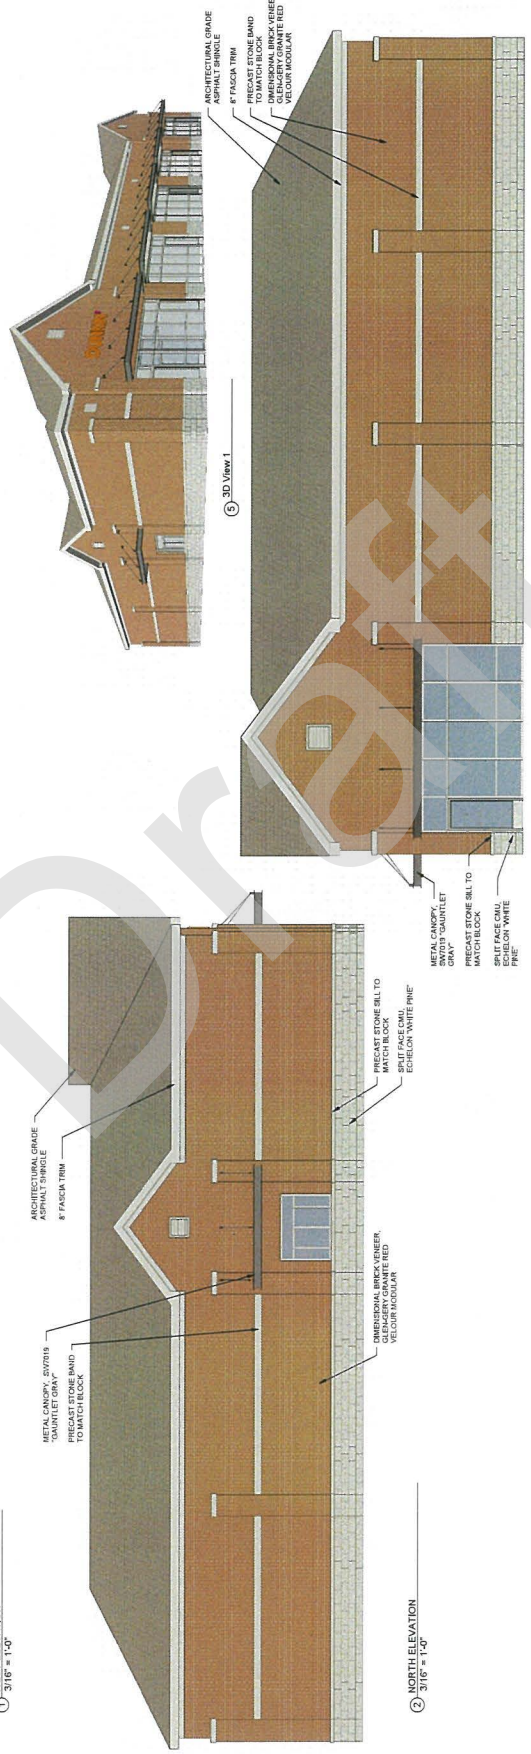 ① 3/16" = 1'-0"
ARCHITECTURAL GRADE
ASPHALT SHINGLE
8" FASCIA TRIM
METAL CANOPY, SW7019
"GAUNTLET GRAY"
PRECAST STONE BAND
TO MATCH BLOCK
DIMENSIONAL BRICK VENEER,
GLEN-GERY GRANITE RED
VELOUR MODULAR
PRECAST STONE SILL TO
MATCH BLOCK
SPLIT FACE CMU,
ECHELON "WHITE PINE"
② NORTH ELEVATION
3/16" = 1'-0"
⑤ 3D View 1
ARCHITECTURAL GRADE
ASPHALT SHINGLE
8" FASCIA TRIM
PRECAST STONE BAND
TO MATCH BLOCK
DIMENSIONAL BRICK VENEE
GLEN-GERY GRANITE RED
VELOUR MODULAR
METAL CANOPY,
SW7019 "GAUNTLET
GRAY"
PRECAST STONE SILL TO
MATCH BLOCK
SPLIT FACE CMU,
ECHELON "WHITE
PINE"
Draft